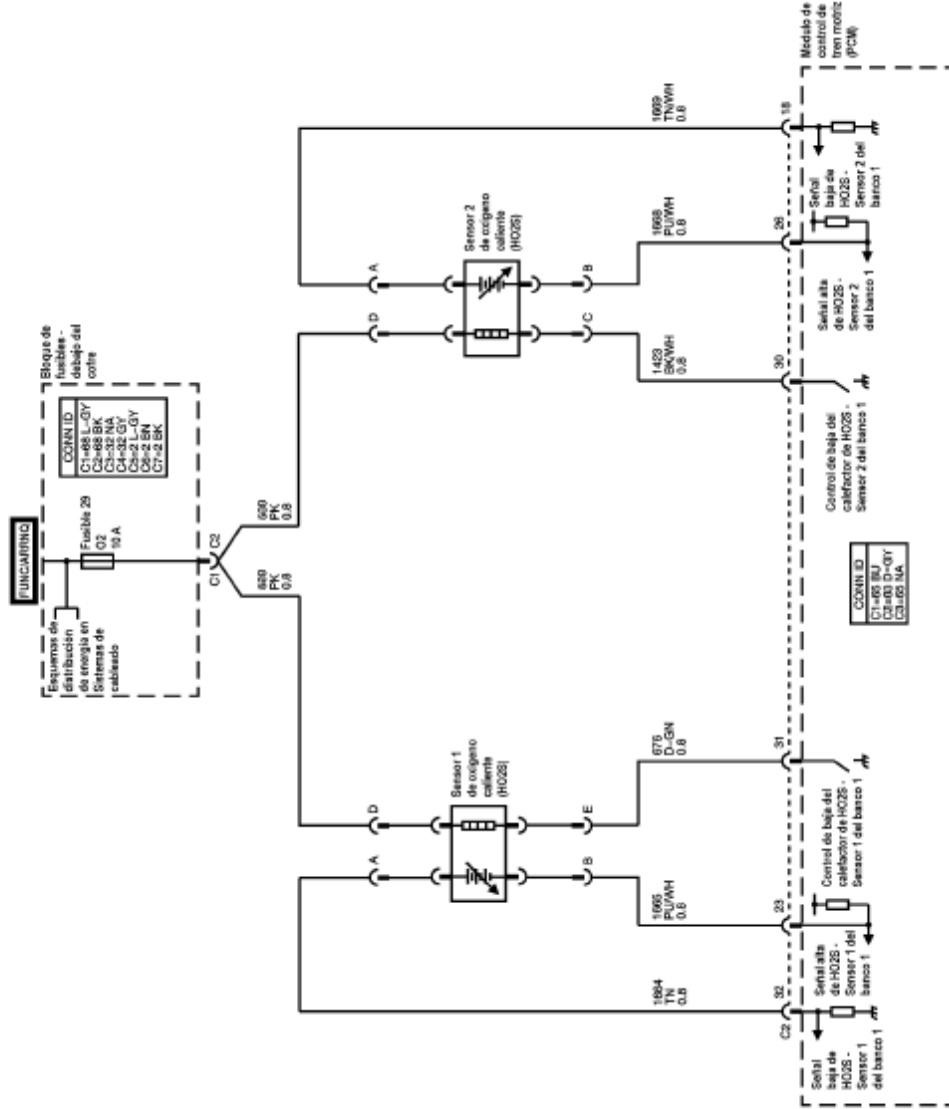 FUNC/ARRNQ
Bloque de
fusibles -
debajo del
cofre
Esquemas de
distribución
de energía en
Sistemas de
cableado
Fusible 29
O2
10 A
CONN ID
C1=68 L-GY
C2=68 BK
C3=32 NA
C4=32 GY
C5=2 L-GY
C6=2 BN
C7=2 BK
C1
C2
PK
0.8
PK
0.8
Sensor 1
de oxígeno
caliente
(HO2S)
A
D
B
E
Sensor 2
de oxígeno
caliente
(HO2S)
D
A
C
B
1664
TN
0.8
1665
PU/WH
0.8
676
D-GN
0.8
1423
BK/WH
0.8
1668
PU/WH
0.8
1669
TN/WH
0.8
C2
32
23
31
30
26
18
Modulo de
control de
tren motriz
(PCM)
Señal
baja de
HO2S -
Sensor 1
del banco 1
Señal alta
de HO2S -
Sensor 1 del
banco 1
Control de baja del
calefactor de HO2S -
Sensor 1 del banco 1
CONN ID
C1=65 BU
C3=65 NA
Control de baja del
calefactor de HO2S -
Sensor 2 del banco 1
Señal alta
de HO2S -
Sensor 2
del banco 1
Señal
baja de
HO2S -
Sensor 2 del
banco 1